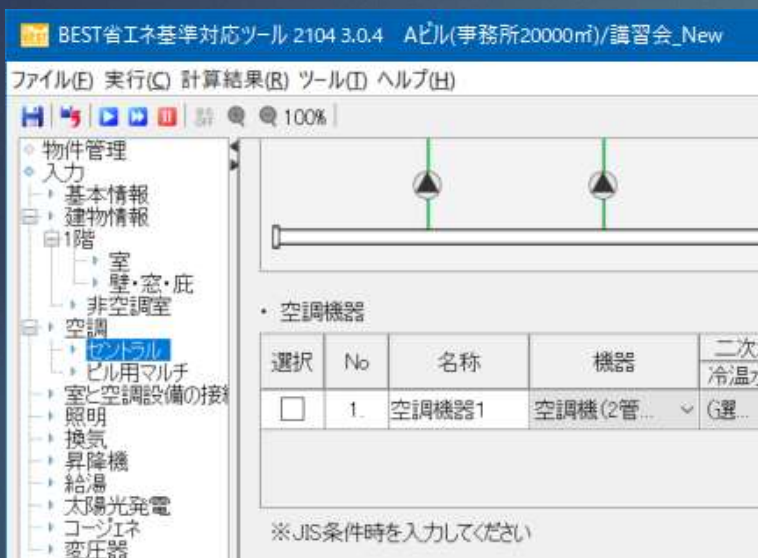 BEST省エネ基準対応ツール 2104 3.0.4 Aビル(事務所20000㎡)/講習会_New
ファイル(F) 実行(C) 計算結果(R) ツール(T) ヘルプ(H)
100%
物件管理
入力
基本情報
建物情報
1階
室
壁・窓・庇
非空調室
空調
セントラル
ビル用マルチ
室と空調設備の接続
照明
換気
昇降機
給湯
太陽光発電
コージェネ
変圧器
・ 空調機器
選択 No 名称 機器 二次
冷温水
1. 空調機器1 空調機(2管... G選...
※JIS条件時を入力してください